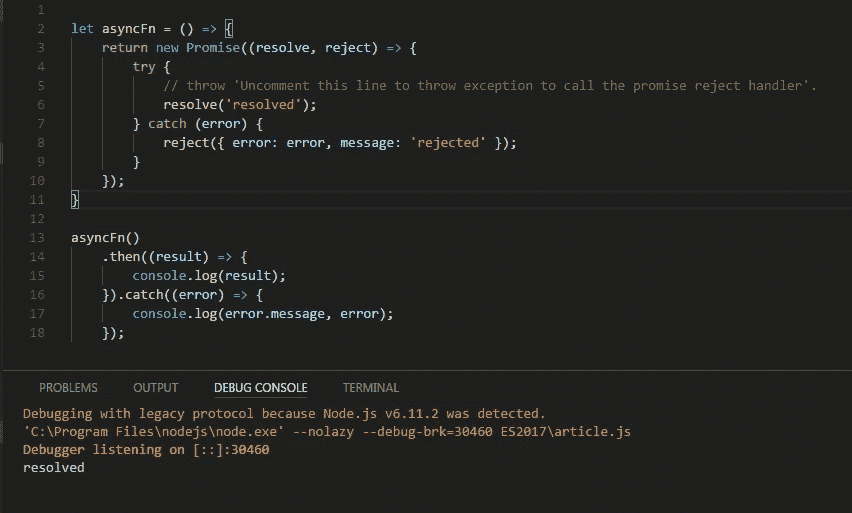 1
2 let asyncFn = () => {
3     return new Promise((resolve, reject) => {
4         try {
5             // throw 'Uncomment this line to throw exception to call the promise reject handler'.
6             resolve('resolved');
7         } catch (error) {
8             reject({ error: error, message: 'rejected' });
9         }
10     });
11 }
12
13 asyncFn()
14     .then((result) => {
15         console.log(result);
16     }).catch((error) => {
17         console.log(error.message, error);
18     });
PROBLEMS OUTPUT DEBUG CONSOLE TERMINAL
Debugging with legacy protocol because Node.js v6.11.2 was detected.
'C:\Program Files\nodejs\node.exe' --nolazy --debug-brk=30460 ES2017\article.js
Debugger listening on [::]:30460
resolved